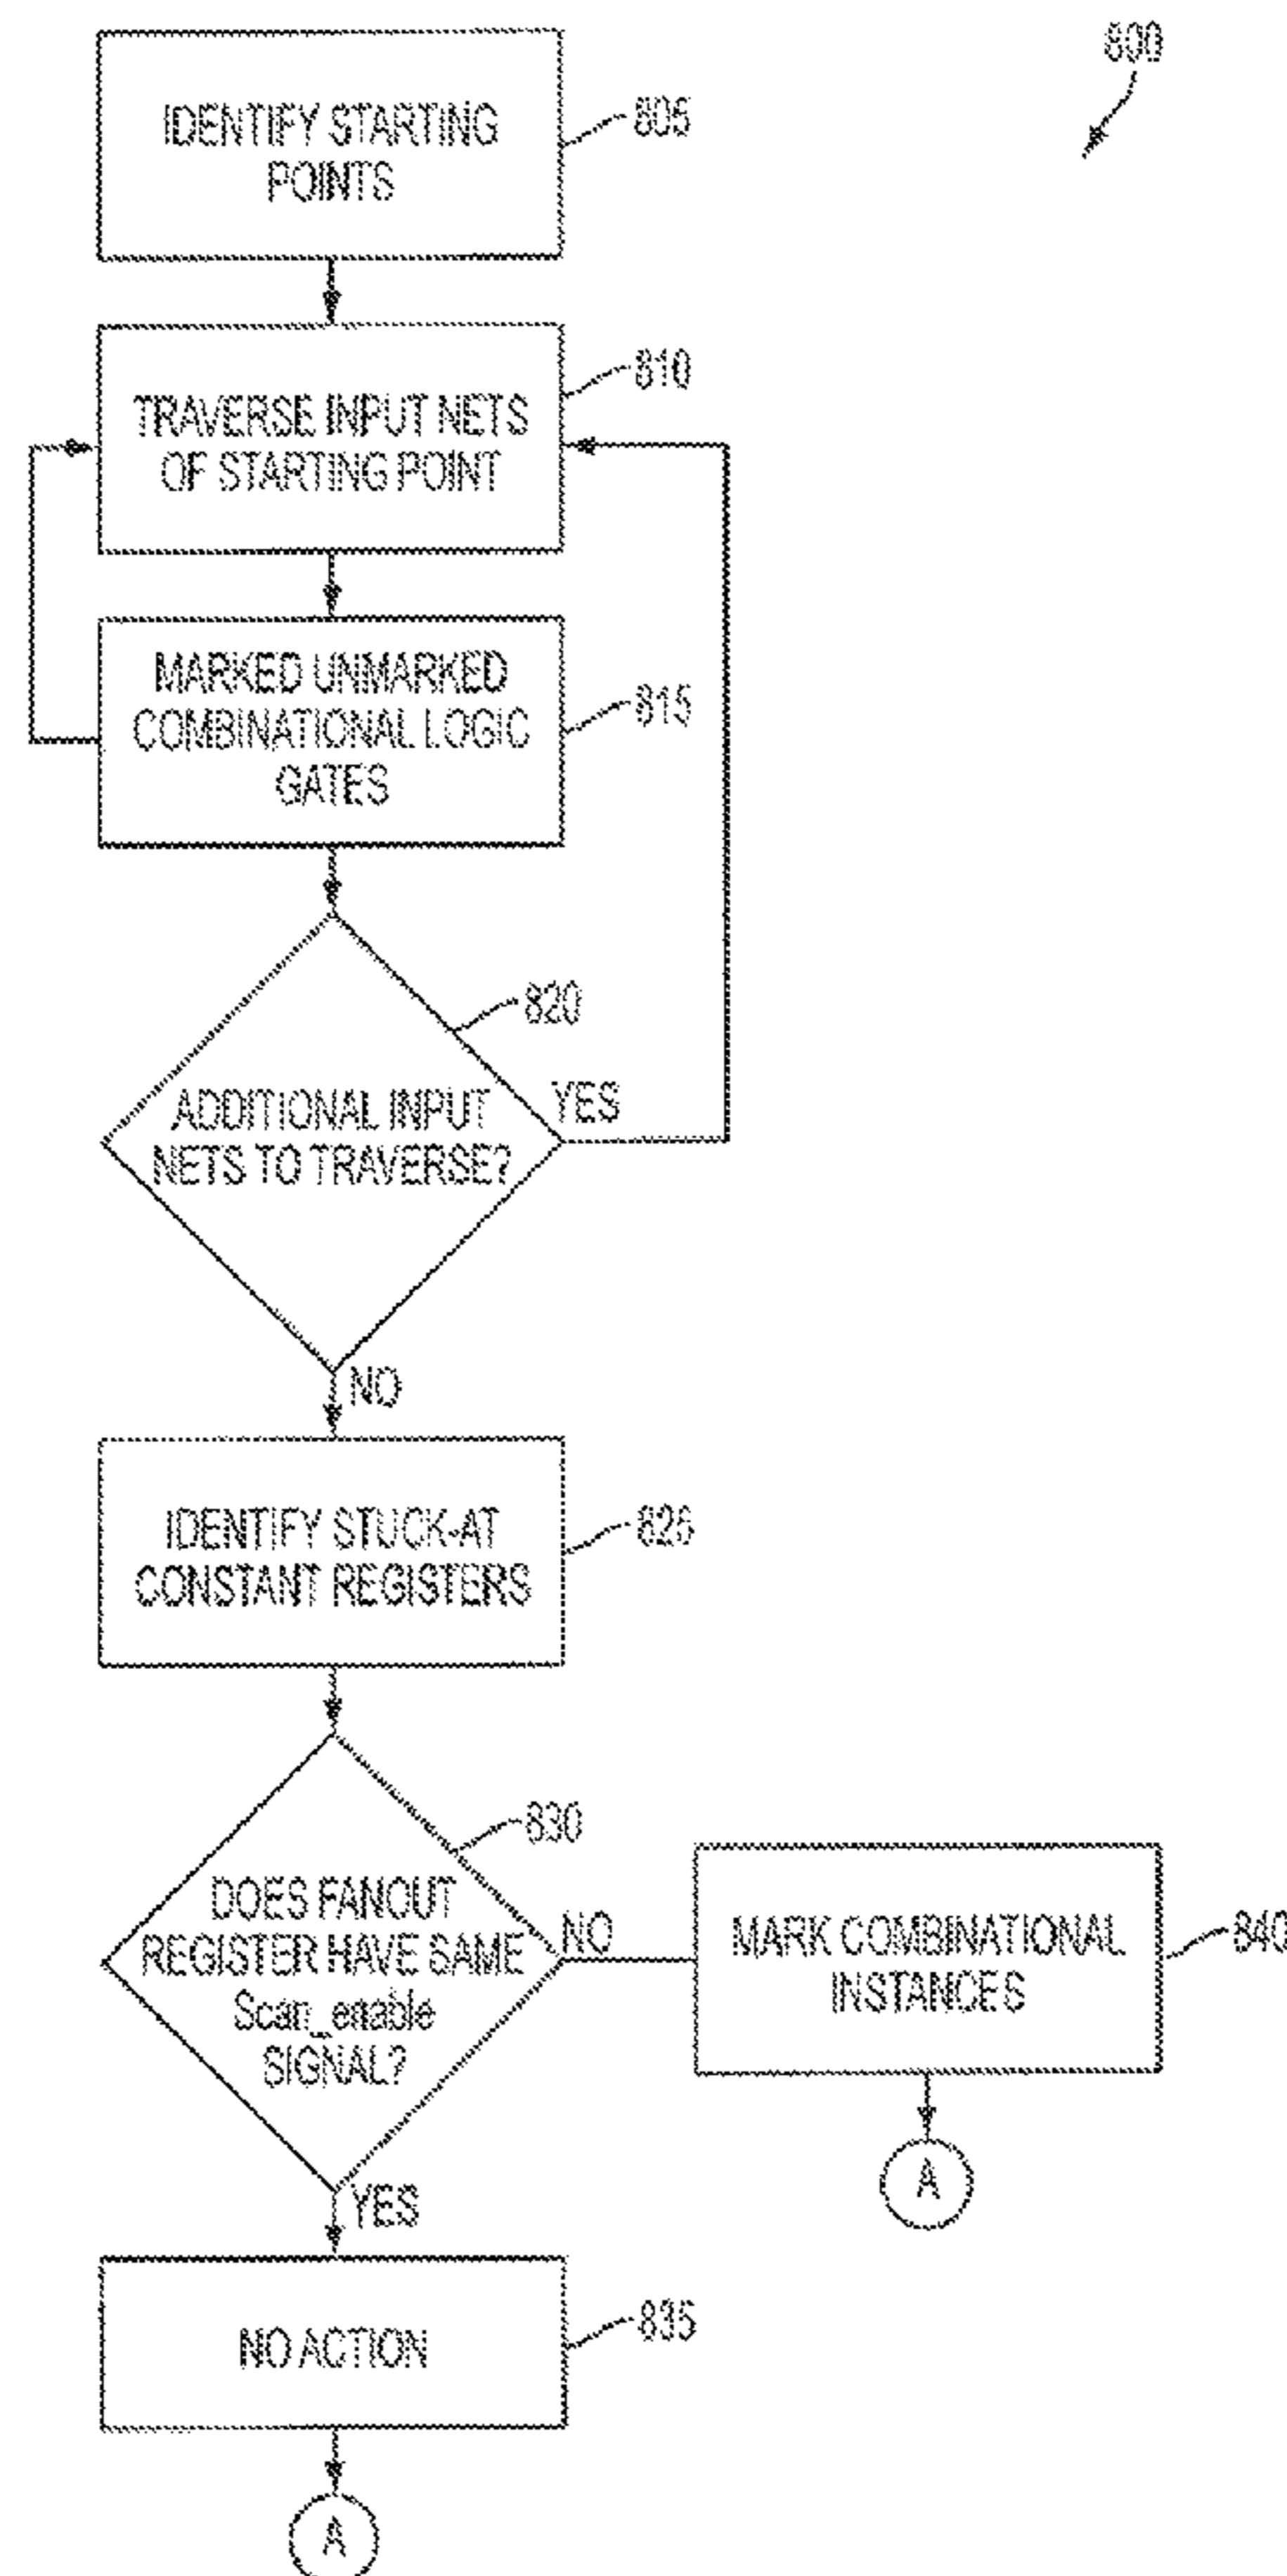 800
IDENTIFY STARTING
POINTS
805
TRAVERSE INPUT NETS
OF STARTING POINT
810
MARKED UNMARKED
COMBINATIONAL LOGIC
GATES
815
820
ADDITIONAL INPUT
NETS TO TRAVERSE?
YES
NO
IDENTIFY STUCK-AT
CONSTANT REGISTERS
825
830
DOES FANOUT
REGISTER HAVE SAME
Scan_enable
SIGNAL?
NO
MARK COMBINATIONAL
INSTANCES
840
A
YES
NO ACTION
835
A